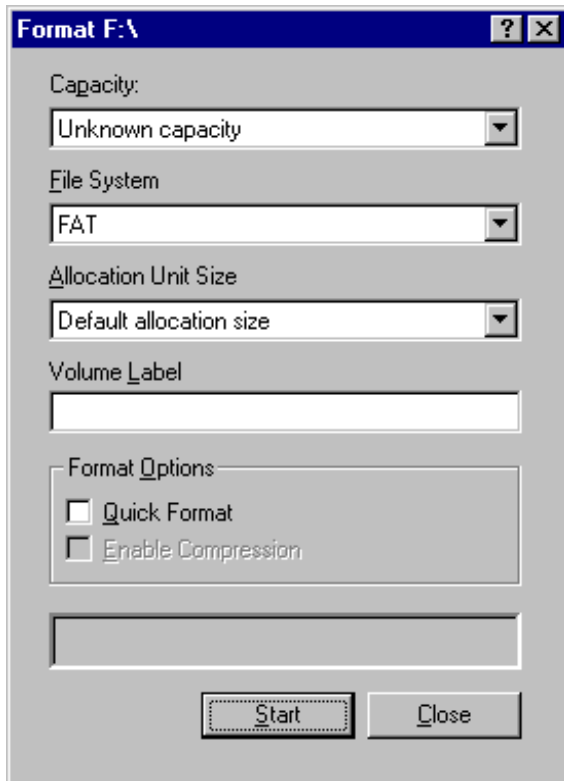 Format F:\
Capacity:
Unknown capacity
File System
FAT
Allocation Unit Size
Default allocation size
Volume Label
Format Options
Quick Format
Enable Compression
Start
Close